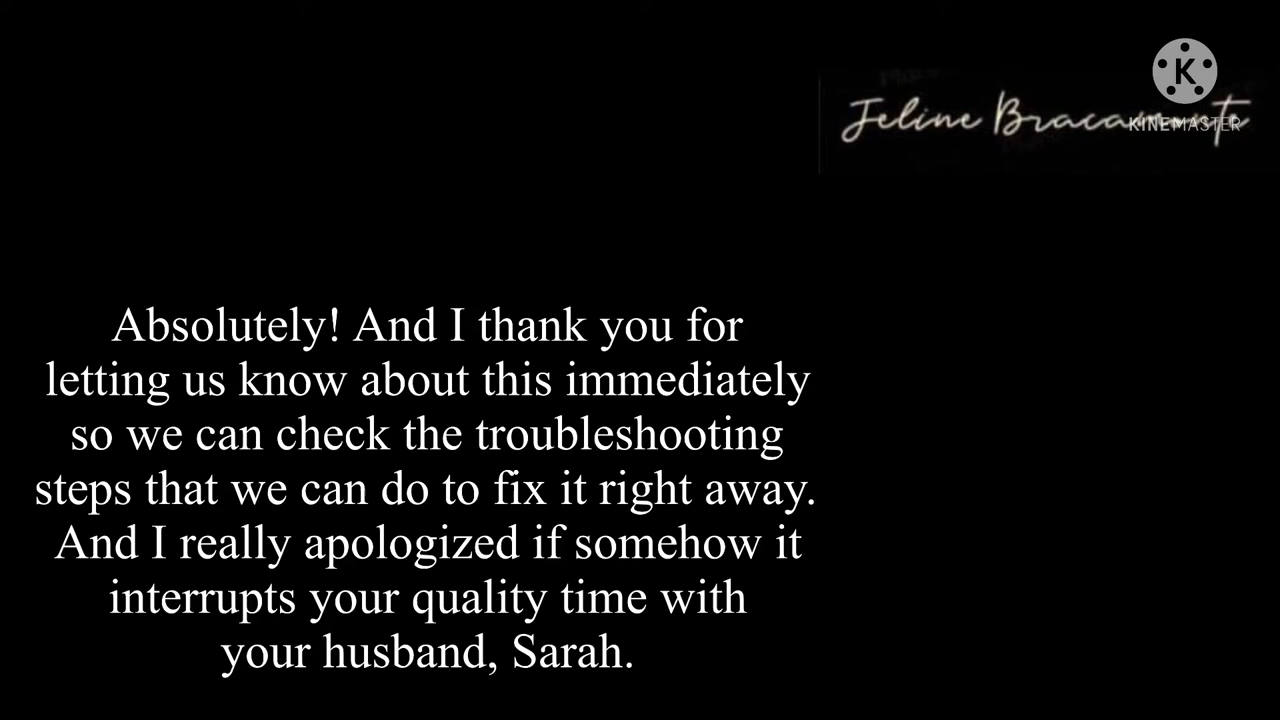 Jeline
KINEMASTER
Absolutely! And I thank you for
letting us know about this immediately
so we can check the troubleshooting
steps that we can do to fix it right away.
And I really apologized if somehow it
interrupts your quality time with
your husband, Sarah.